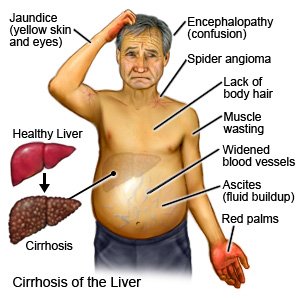 Jaundice
(yellow skin
and eyes)
Encephalopathy
(confusion)
Spider angioma
Lack of
body hair
Muscle
wasting
Healthy Liver
Widened
blood vessels
Ascites
(fluid buildup)
Red palms
Cirrhosis
Cirrhosis of the Liver